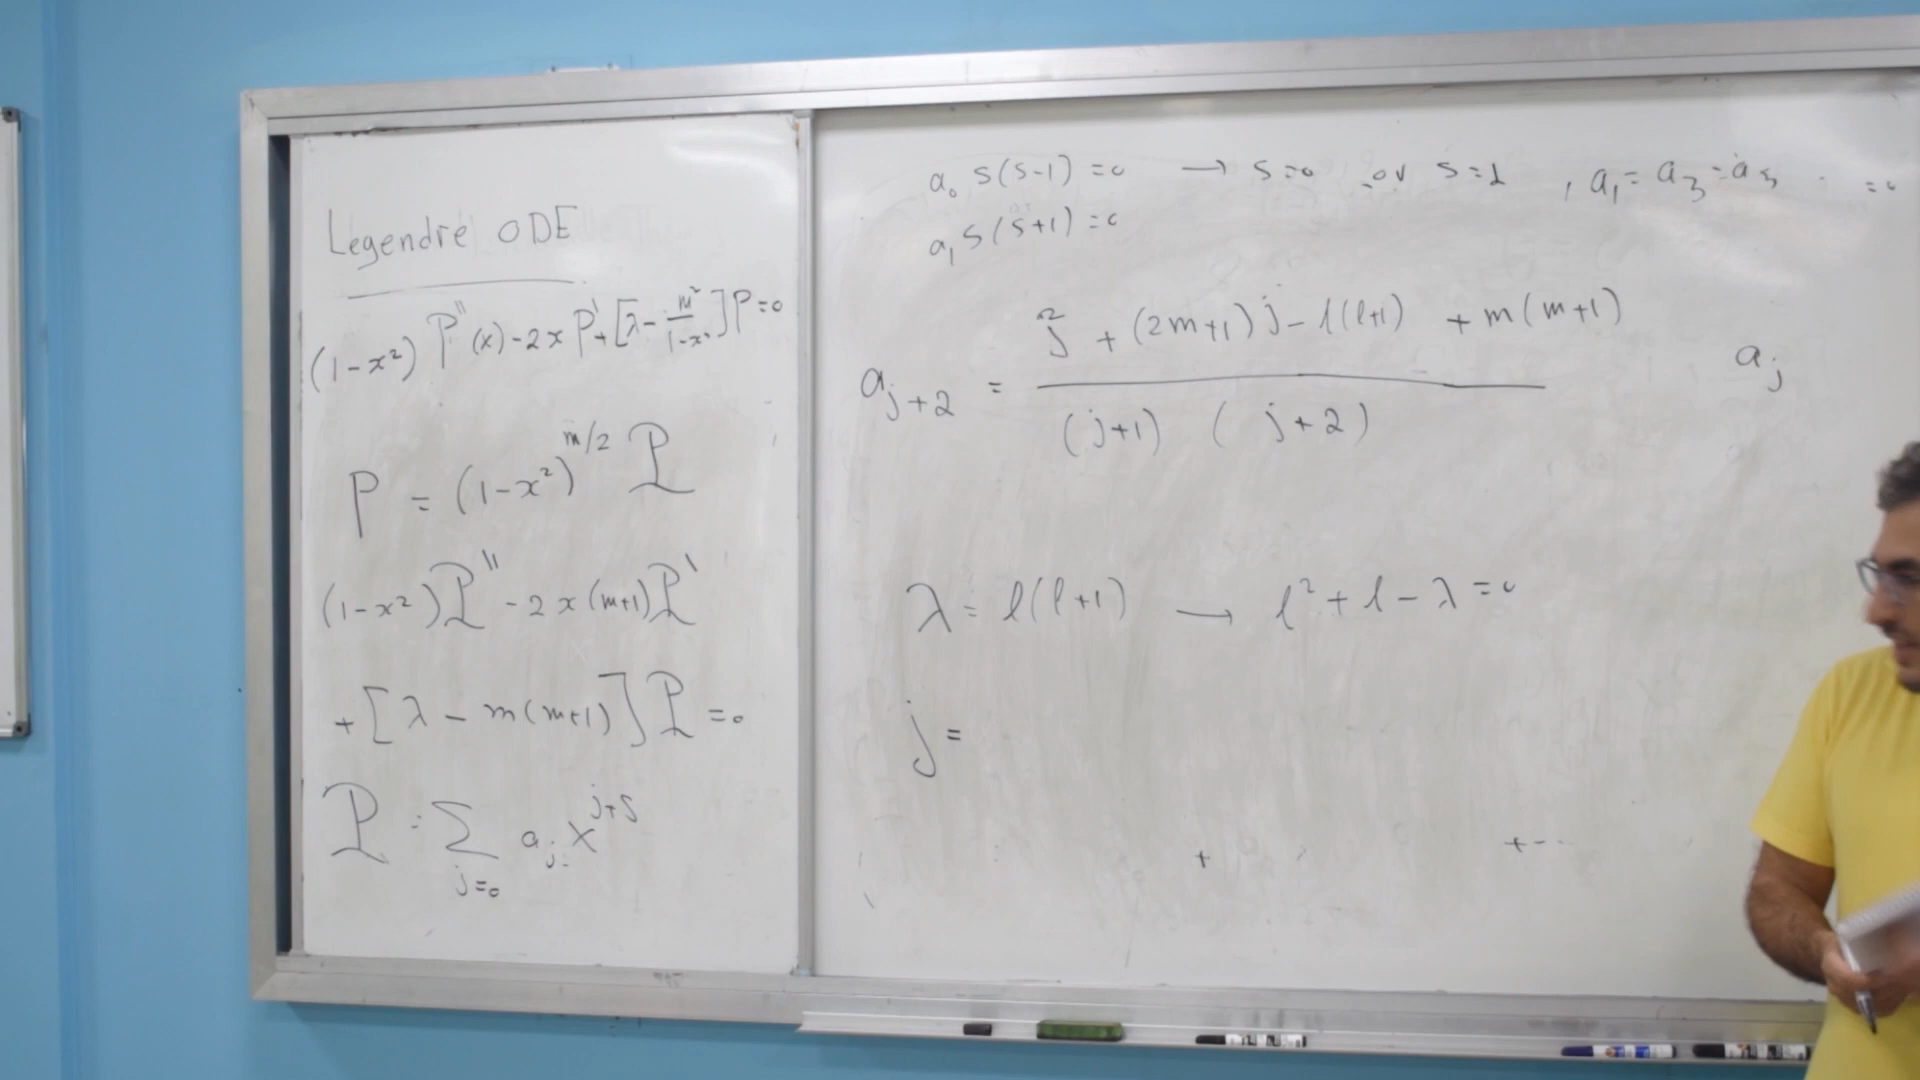 Legendre ODE
(1-x²) P''(x) - 2x P' + [λ - m²/(1-x²)] P = 0
P = (1-x²)^{m/2} 𝒫
(1-x²) 𝒫'' - 2x(m+1) 𝒫'
+ [λ - m(m+1)] 𝒫 = 0
𝒫 = Σ_{j=0} a_j x^{j+s}
a₀ s(s-1) = 0 → s=0 or s=1 , a₁ = a₃ = a₅ . = 0
a₁ s(s+1) = 0
a_{j+2} = (j² + (2m+1)j - l(l+1) + m(m+1)) / ((j+1) (j+2)) a_j
λ = l(l+1) → l² + l - λ = 0
j =
+ + - -